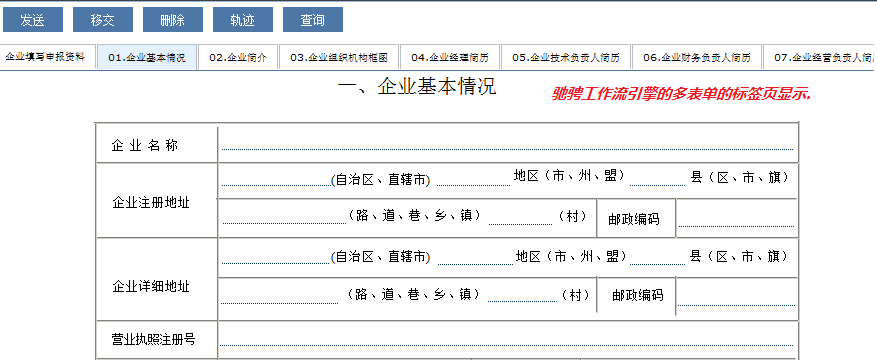 发送 移交 删除 轨迹 查询
企业填写申报资料 01.企业基本情况 02.企业简介 03.企业组织机构框图 04.企业经理简历 05.企业技术负责人简历 06.企业财务负责人简历 07.企业经营负责人简
一、企业基本情况
驰骋工作流引擎的多表单的标签页显示.
企 业 名 称
(自治区、直辖市) 地区（市、州、盟） 县（区、市、旗）
企业注册地址
（路、道、巷、乡、镇） （村） 邮政编码
(自治区、直辖市) 地区（市、州、盟） 县（区、市、旗）
企业详细地址
（路、道、巷、乡、镇） （村） 邮政编码
营业执照注册号